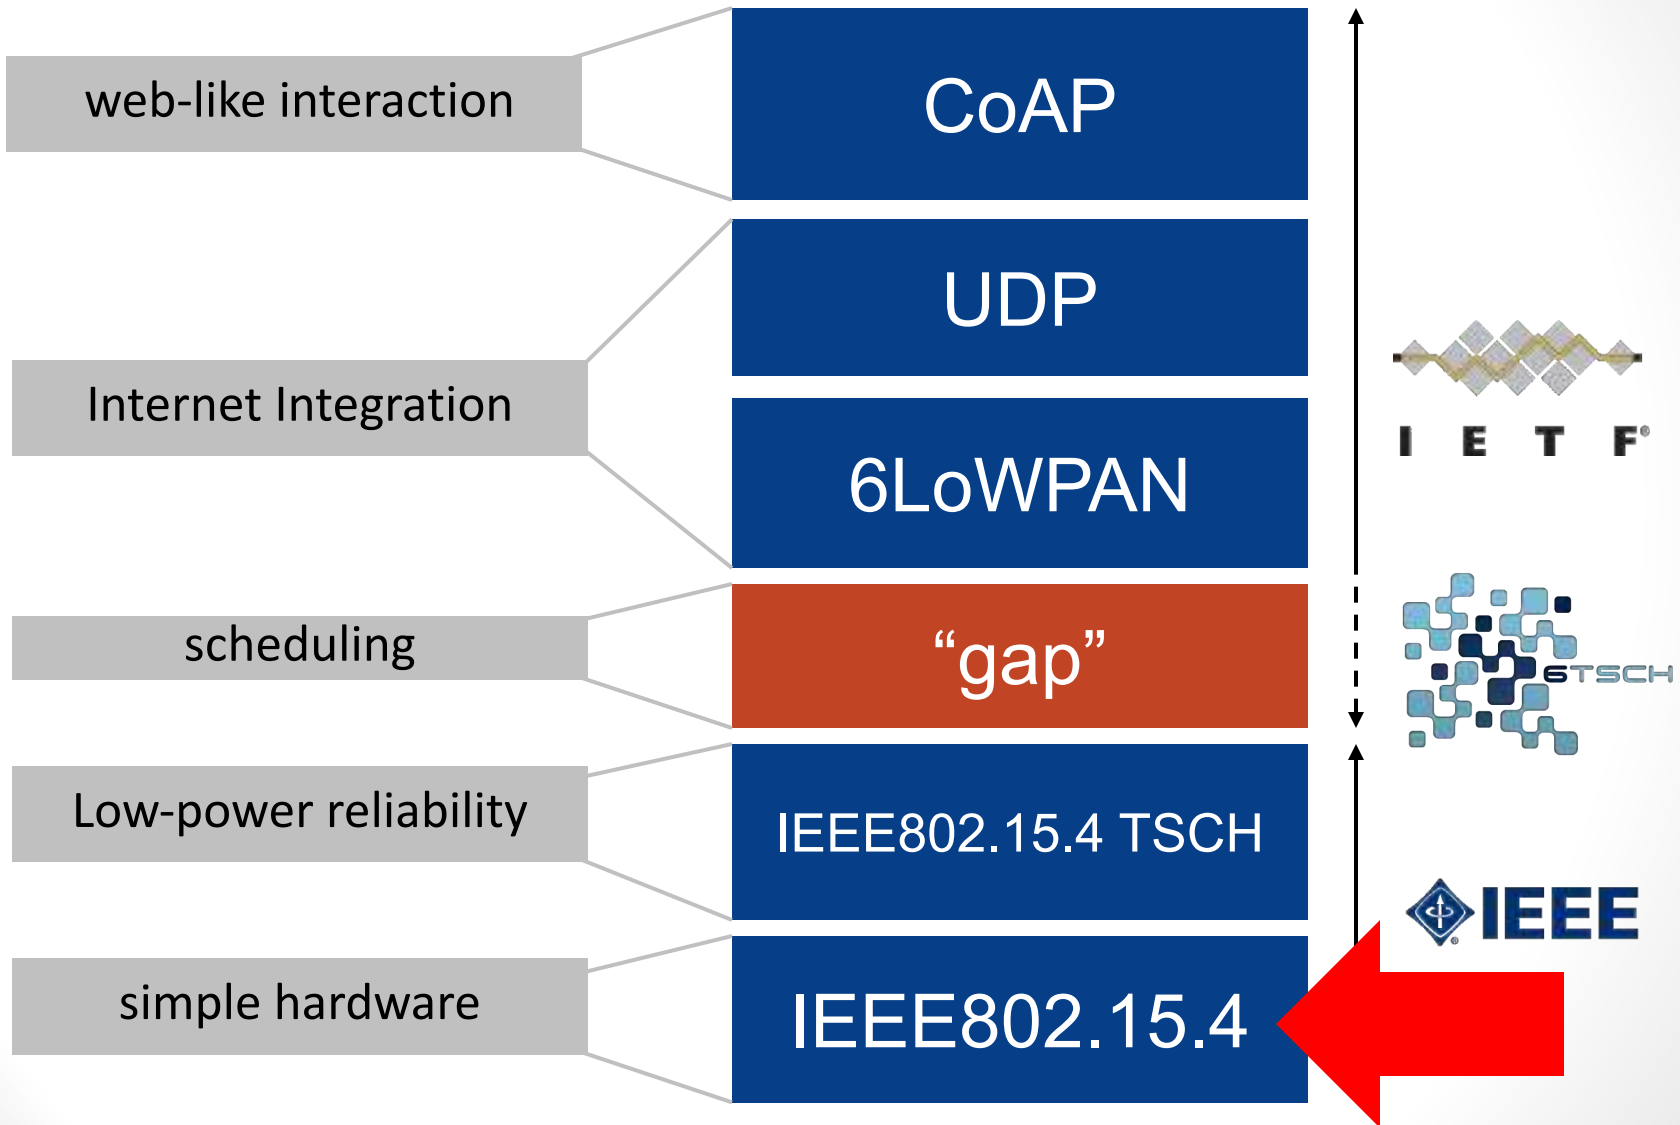 web-like interaction
CoAP
UDP
Internet Integration
6LoWPAN
IETF®
scheduling
“gap”
6TSCH
Low-power reliability
IEEE802.15.4 TSCH
IEEE
®
simple hardware
IEEE802.15.4